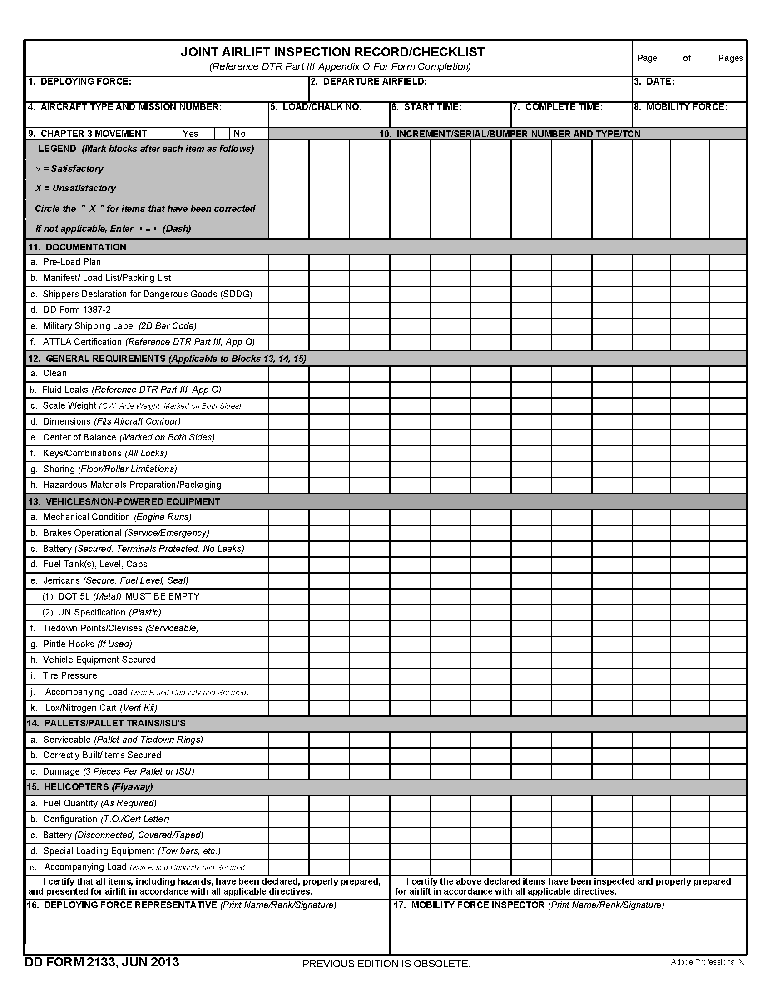 JOINT AIRLIFT INSPECTION RECORD/CHECKLIST
(Reference DTR Part III Appendix O For Form Completion)
Page of Pages
1. DEPLOYING FORCE:
2. DEPARTURE AIRFIELD:
3. DATE:
4. AIRCRAFT TYPE AND MISSION NUMBER:
5. LOAD/CHALK NO.
6. START TIME:
7. COMPLETE TIME:
8. MOBILITY FORCE:
9. CHAPTER 3 MOVEMENT Yes No
10. INCREMENT/SERIAL/BUMPER NUMBER AND TYPE/TCN
LEGEND (Mark blocks after each item as follows)
√ = Satisfactory
X = Unsatisfactory
Circle the " X " for items that have been corrected
If not applicable, Enter " - " (Dash)
11. DOCUMENTATION
a. Pre-Load Plan
b. Manifest/ Load List/Packing List
c. Shippers Declaration for Dangerous Goods (SDDG)
d. DD Form 1387-2
e. Military Shipping Label (2D Bar Code)
f. ATTLA Certification (Reference DTR Part III, App O)
12. GENERAL REQUIREMENTS (Applicable to Blocks 13, 14, 15)
a. Clean
b. Fluid Leaks (Reference DTR Part III, App O)
c. Scale Weight (GW, Axle Weight, Marked on Both Sides)
d. Dimensions (Fits Aircraft Contour)
e. Center of Balance (Marked on Both Sides)
f. Keys/Combinations (All Locks)
g. Shoring (Floor/Roller Limitations)
h. Hazardous Materials Preparation/Packaging
13. VEHICLES/NON-POWERED EQUIPMENT
a. Mechanical Condition (Engine Runs)
b. Brakes Operational (Service/Emergency)
c. Battery (Secured, Terminals Protected, No Leaks)
d. Fuel Tank(s), Level, Caps
e. Jerricans (Secure, Fuel Level, Seal)
(1) DOT 5L (Metal) MUST BE EMPTY
(2) UN Specification (Plastic)
f. Tiedown Points/Clevises (Serviceable)
g. Pintle Hooks (If Used)
h. Vehicle Equipment Secured
i. Tire Pressure
j. Accompanying Load (w/in Rated Capacity and Secured)
k. Lox/Nitrogen Cart (Vent Kit)
14. PALLETS/PALLET TRAINS/ISU'S
a. Serviceable (Pallet and Tiedown Rings)
b. Correctly Built/Items Secured
c. Dunnage (3 Pieces Per Pallet or ISU)
15. HELICOPTERS (Flyaway)
a. Fuel Quantity (As Required)
b. Configuration (T.O./Cert Letter)
c. Battery (Disconnected, Covered/Taped)
d. Special Loading Equipment (Tow bars, etc.)
e. Accompanying Load (w/in Rated Capacity and Secured)
I certify that all items, including hazards, have been declared, properly prepared,
and presented for airlift in accordance with all applicable directives.
I certify the above declared items have been inspected and properly prepared
for airlift in accordance with all applicable directives.
16. DEPLOYING FORCE REPRESENTATIVE (Print Name/Rank/Signature)
17. MOBILITY FORCE INSPECTOR (Print Name/Rank/Signature)
DD FORM 2133, JUN 2013
PREVIOUS EDITION IS OBSOLETE.
Adobe Professional X